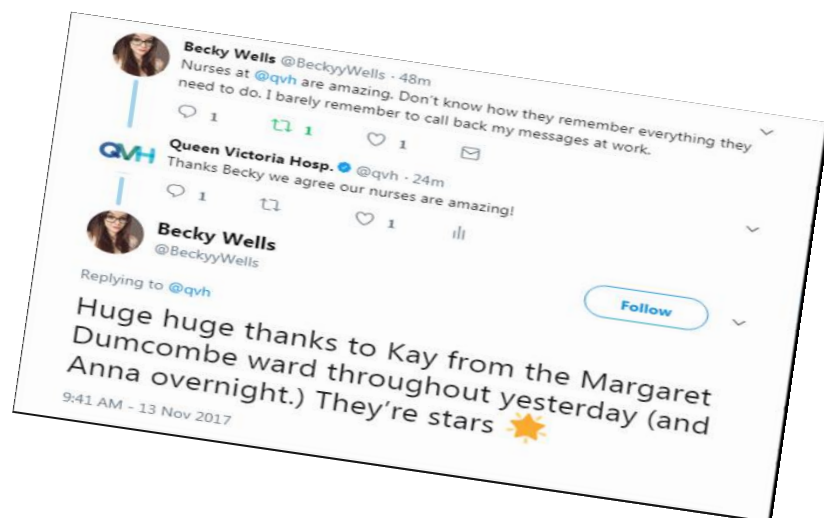 Becky Wells @BeckyyWells · 48m
Nurses at @qvh are amazing. Don't know how they remember everything they
need to do. I barely remember to call back my messages at work.
1 1 1
QVH
Queen Victoria Hosp. @qvh · 24m
Thanks Becky we agree our nurses are amazing!
1 1
Becky Wells
@BeckyyWells
Follow
Replying to @qvh
Huge huge thanks to Kay from the Margaret
Dumcombe ward throughout yesterday (and
Anna overnight.) They're stars
9:41 AM - 13 Nov 2017